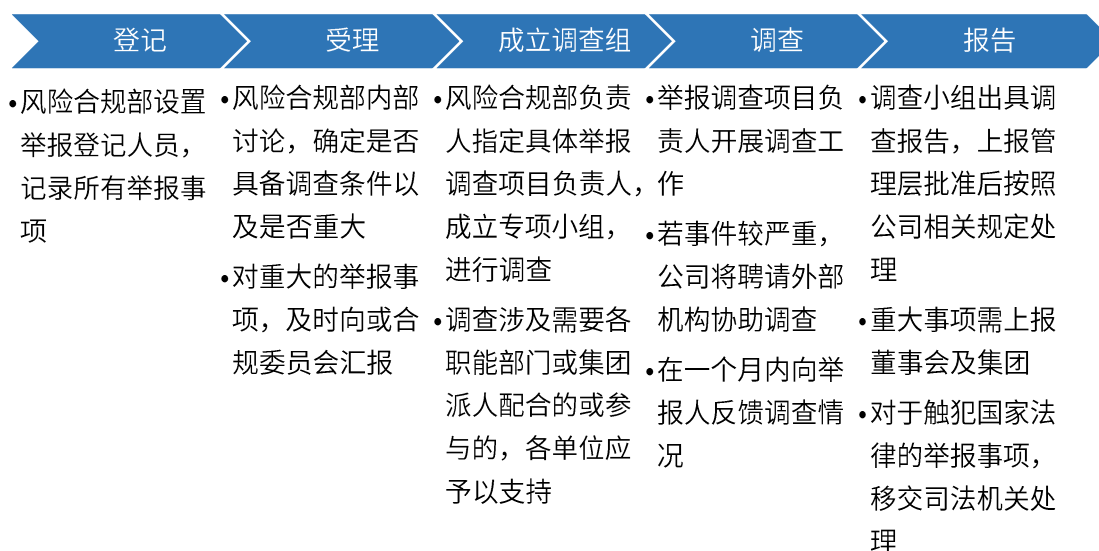 登记
•风险合规部设置
举报登记人员，
记录所有举报事
项
受理
•风险合规部内部
讨论，确定是否
具备调查条件以
及是否重大
•对重大的举报事
项，及时向或合
规委员会汇报
成立调查组
•风险合规部负责
人指定具体举报
调查项目负责人，
成立专项小组，
进行调查
•调查涉及需要各
职能部门或集团
派人配合的或参
与的，各单位应
予以支持
调查
•举报调查项目负
责人开展调查工
作
•若事件较严重，
公司将聘请外部
机构协助调查
•在一个月内向举
报人反馈调查情
况
报告
•调查小组出具调
查报告，上报管
理层批准后按照
公司相关规定处
理
•重大事项需上报
董事会及集团
•对于触犯国家法
律的举报事项，
移交司法机关处
理